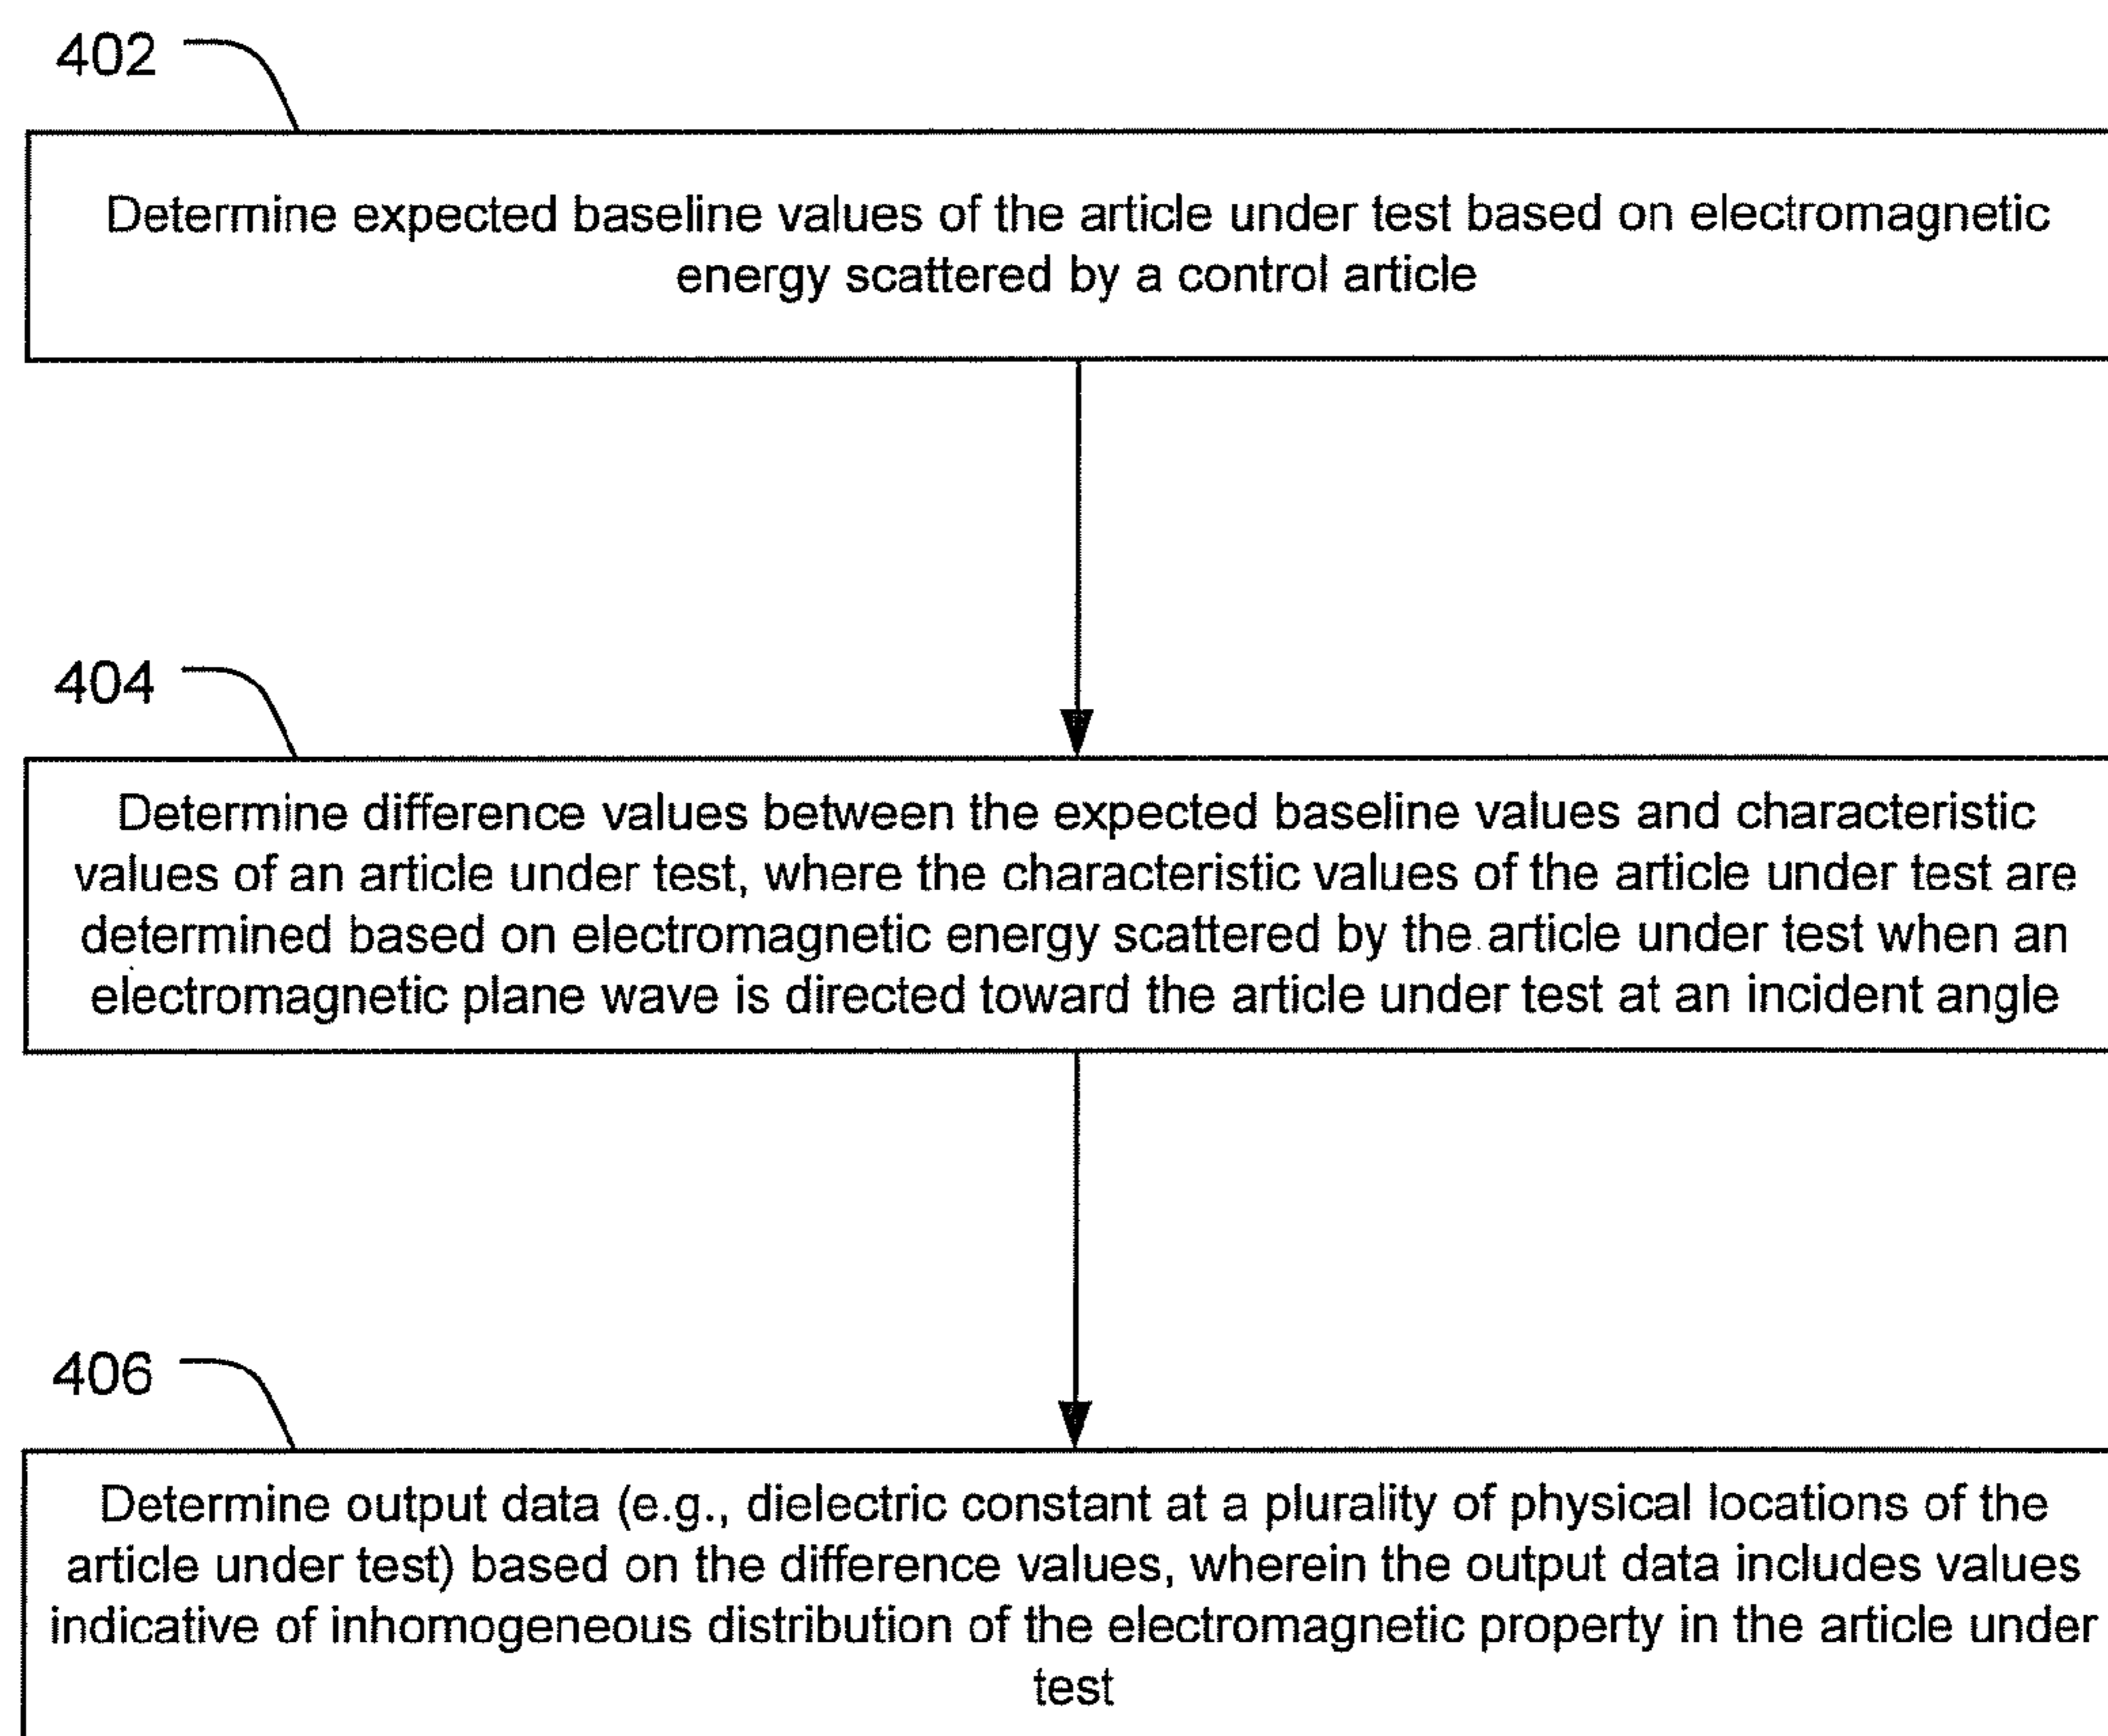 402
Determine expected baseline values of the article under test based on electromagnetic
energy scattered by a control article
404
Determine difference values between the expected baseline values and characteristic
values of an article under test, where the characteristic values of the article under test are
determined based on electromagnetic energy scattered by the article under test when an
electromagnetic plane wave is directed toward the article under test at an incident angle
406
Determine output data (e.g., dielectric constant at a plurality of physical locations of the
article under test) based on the difference values, wherein the output data includes values
indicative of inhomogeneous distribution of the electromagnetic property in the article under
test